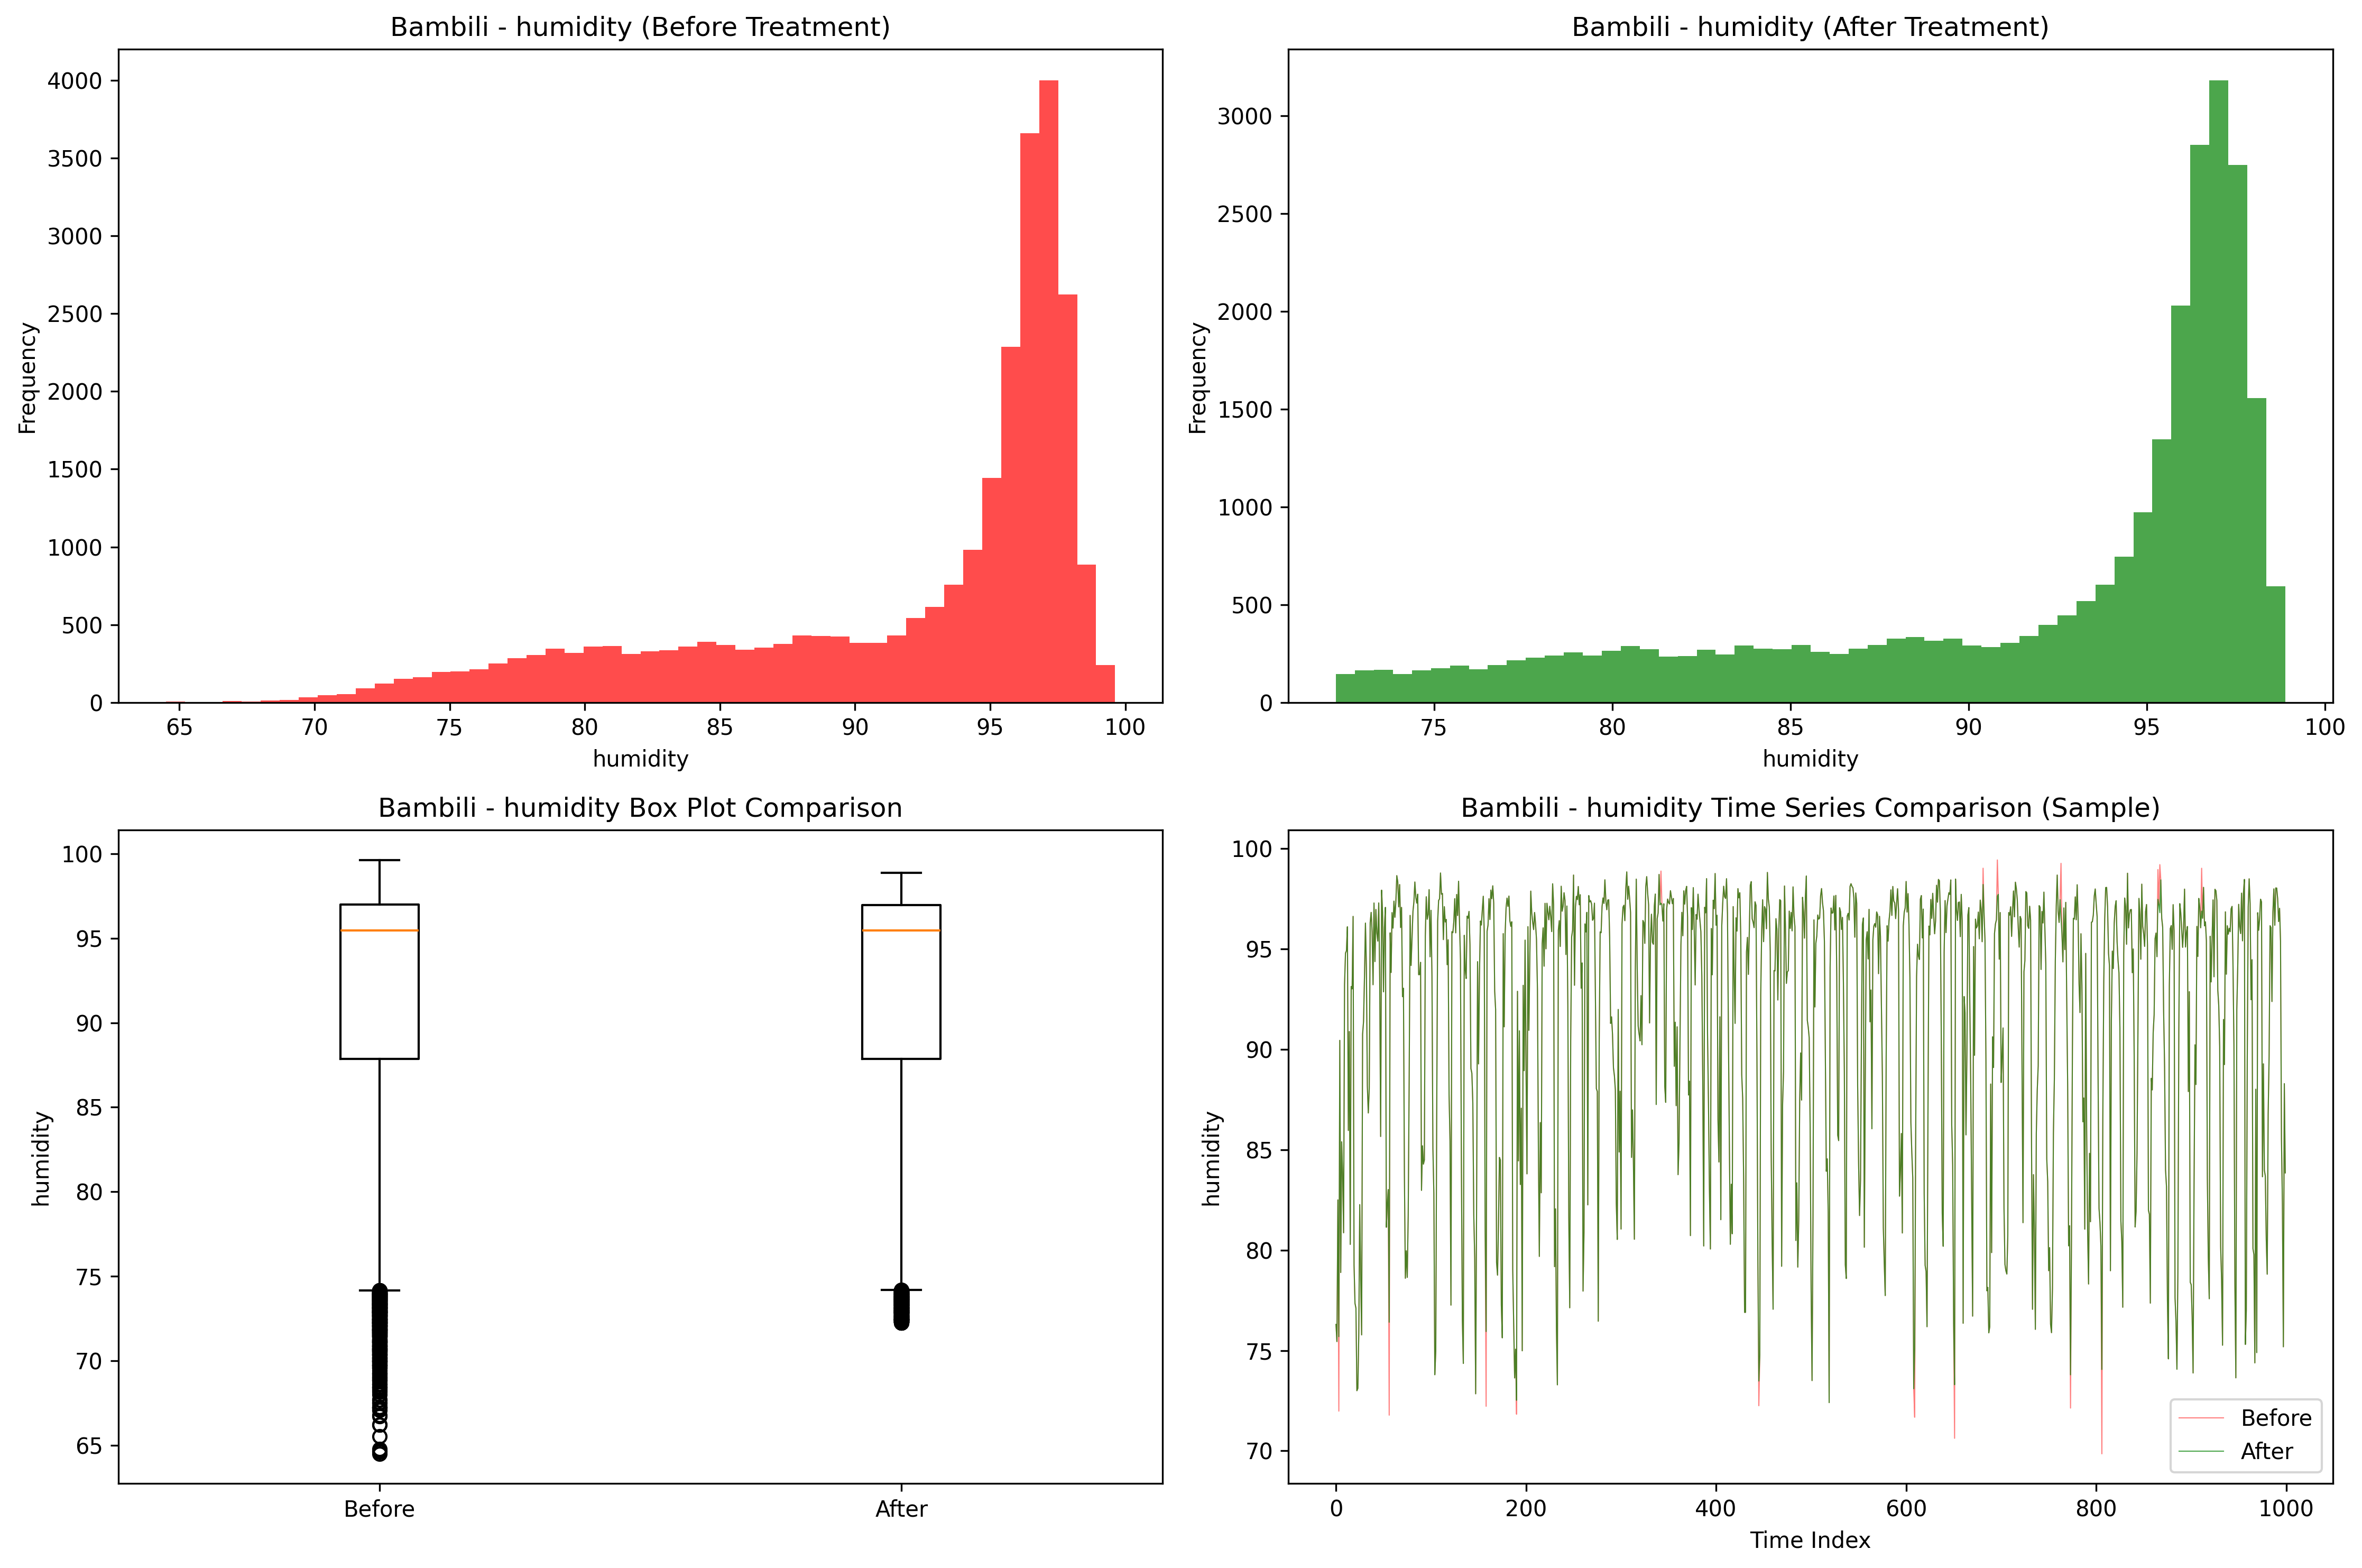 Bambili - humidity (Before Treatment)
4000
3500
3000
2500
2000
1500
1000
500
0
Frequency
65 70 75 80 85 90 95 100
humidity
Bambili - humidity (After Treatment)
3000
2500
2000
1500
1000
500
0
Frequency
75 80 85 90 95 100
humidity
Bambili - humidity Box Plot Comparison
100
95
90
85
80
75
70
65
humidity
Before After
Bambili - humidity Time Series Comparison (Sample)
100
95
90
85
80
75
70
humidity
Before
After
0 200 400 600 800 1000
Time Index